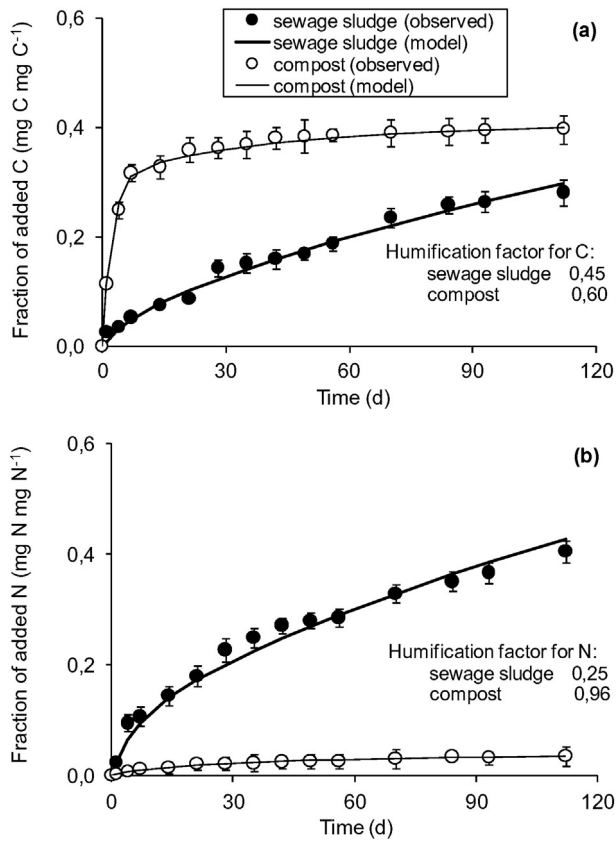 sewage sludge (observed)
sewage sludge (model)
compost (observed)
compost (model)
(a)
Fraction of added C (mg C mg C⁻¹)
0,6
0,4
0,2
0,0
Humification factor for C:
sewage sludge 0,45
compost 0,60
0 30 60 90 120
Time (d)
(b)
Fraction of added N (mg N mg N⁻¹)
0,6
0,4
0,2
0,0
Humification factor for N:
sewage sludge 0,25
compost 0,96
0 30 60 90 120
Time (d)